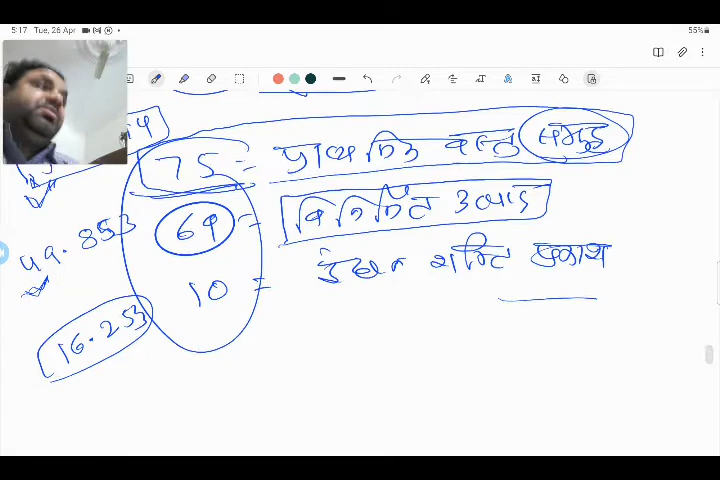 5:17 Tue, 26 Apr 55%
75 = प्राथमिक वस्तु समूह
69 = विनिर्मित उत्पाद
49.853
10 = ईंधन शक्ति प्रकाश
16.253